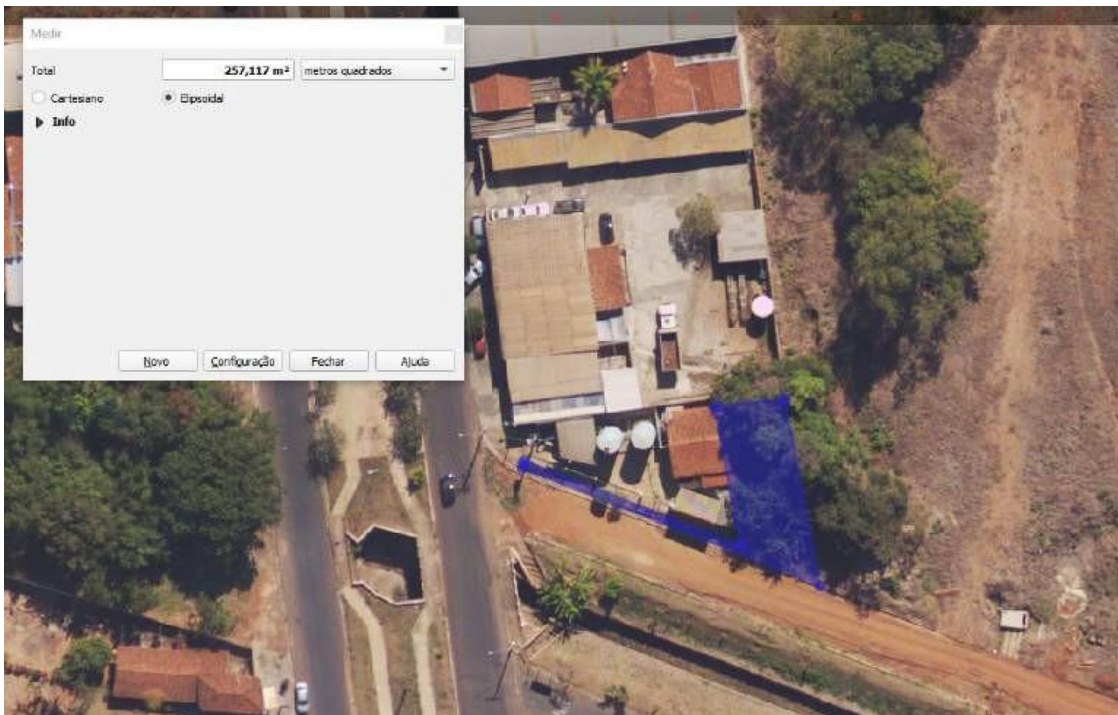 Medir
Total 257,117 m² metros quadrados
Cartesiano Elipsoidal
Info
Novo Configuração Fechar Ajuda